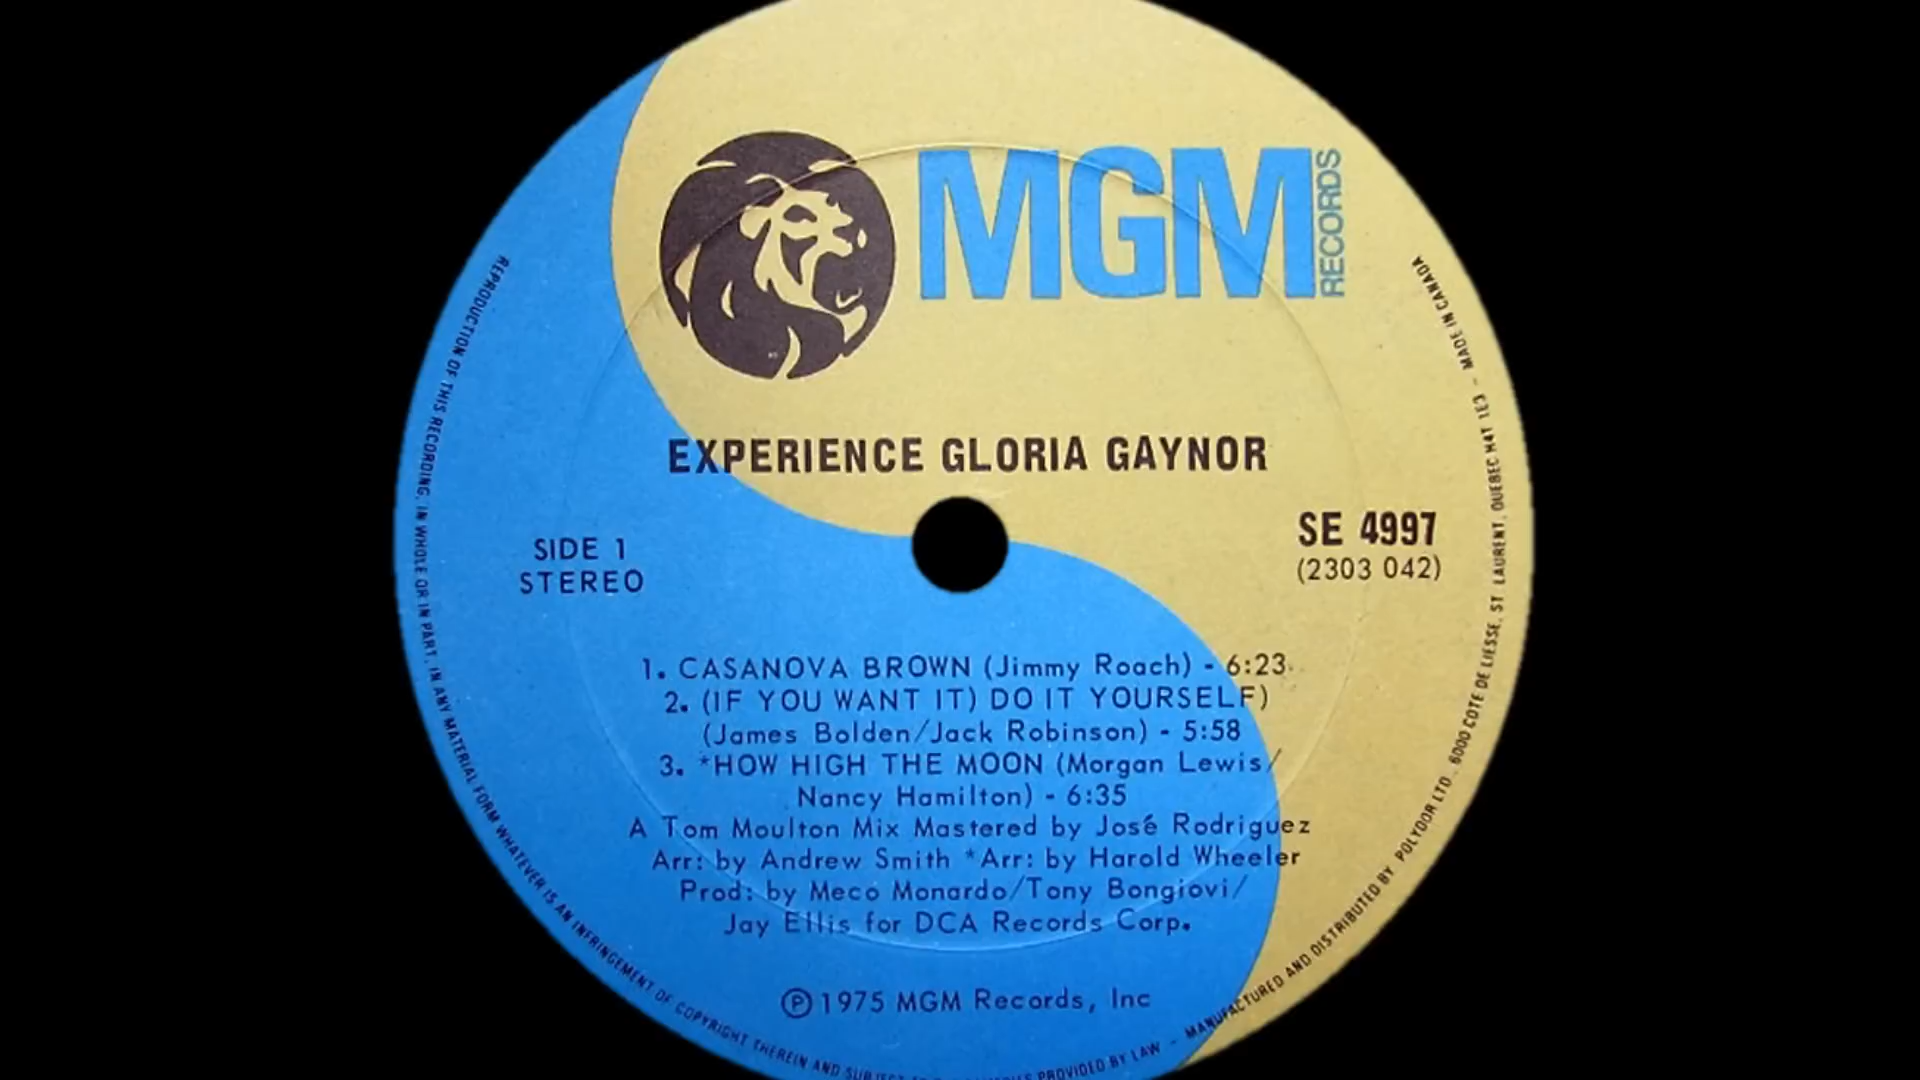 MGM RECORDS
EXPERIENCE GLORIA GAYNOR
SIDE 1
STEREO
SE 4997
(2303 042)
1. CASANOVA BROWN (Jimmy Roach) - 6:23
2. (IF YOU WANT IT) DO IT YOURSELF)
(James Bolden/Jack Robinson) - 5:58
3. *HOW HIGH THE MOON (Morgan Lewis/
Nancy Hamilton) - 6:35
A Tom Moulton Mix Mastered by José Rodriguez
Arr: by Andrew Smith *Arr: by Harold Wheeler
Prod: by Meco Monardo/Tony Bongiovi/
Jay Ellis for DCA Records Corp.
Ⓟ1975 MGM Records, Inc
REPRODUCTION OF THIS RECORDING, IN WHOLE OR IN PART, IN ANY MATERIAL FORM WHATEVER IS AN INFRINGEMENT OF COPYRIGHT THEREIN AND PROVIDED BY LAW - MANUFACTURED AND DISTRIBUTED BY POLYDOR LTD. 6000 COTE DE LIESSE, ST. LAURENT, QUEBEC H4T 1E3 - MADE IN CANADA